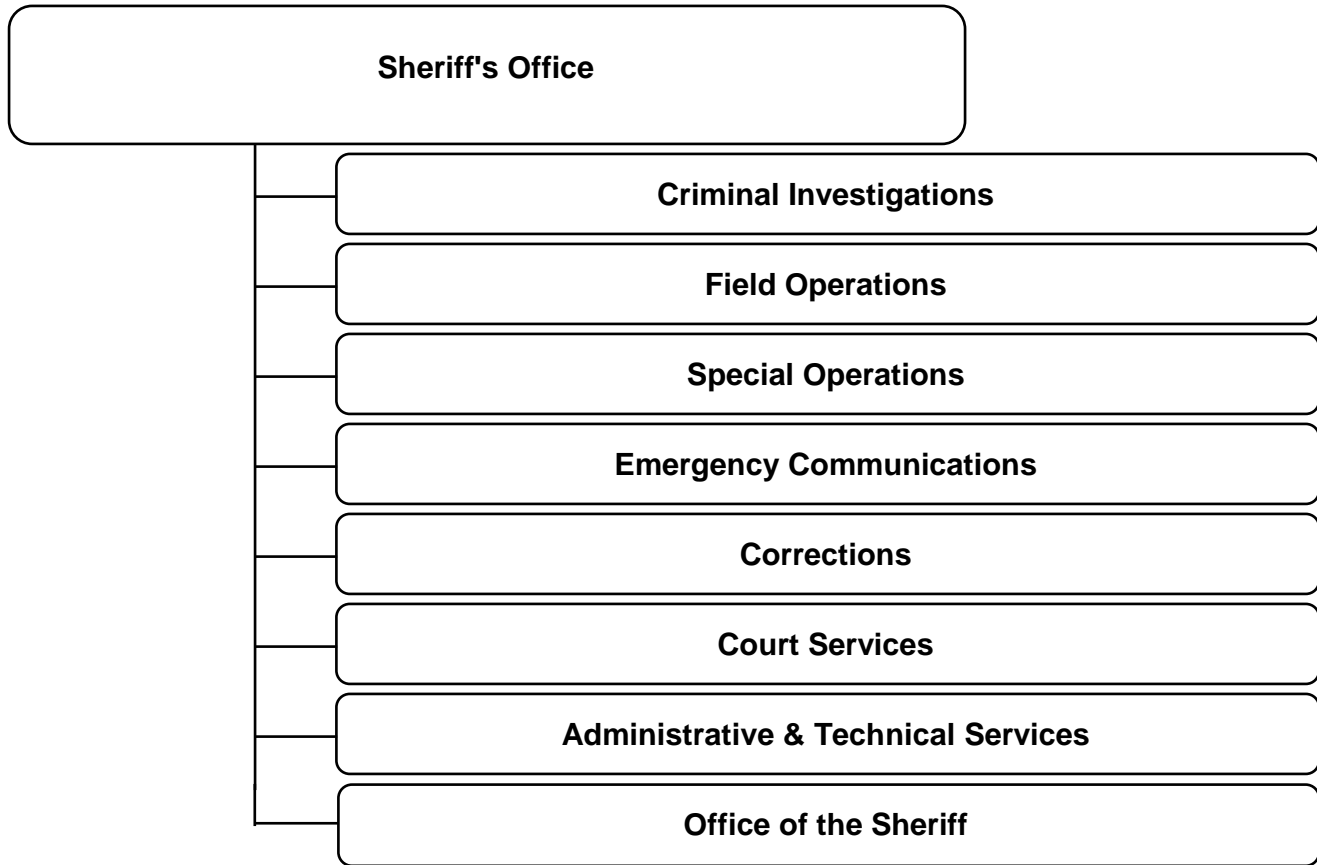 Sheriff's Office
Criminal Investigations
Field Operations
Special Operations
Emergency Communications
Corrections
Court Services
Administrative & Technical Services
Office of the Sheriff